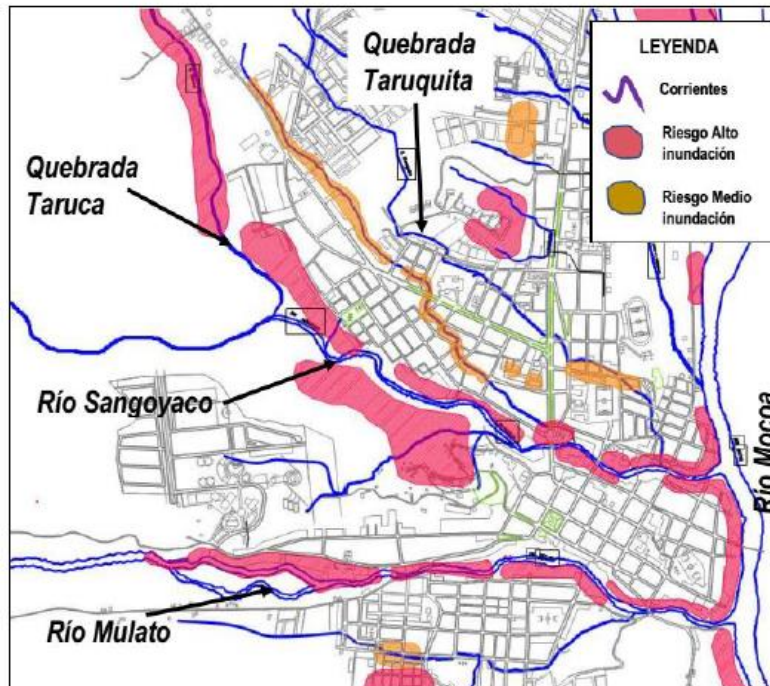 Quebrada
Taruquita
LEYENDA
Corrientes
Riesgo Alto
inundación
Riesgo Medio
inundación
Quebrada
Taruca
Río Sangoyaco
Río Mocoa
Río Mulato